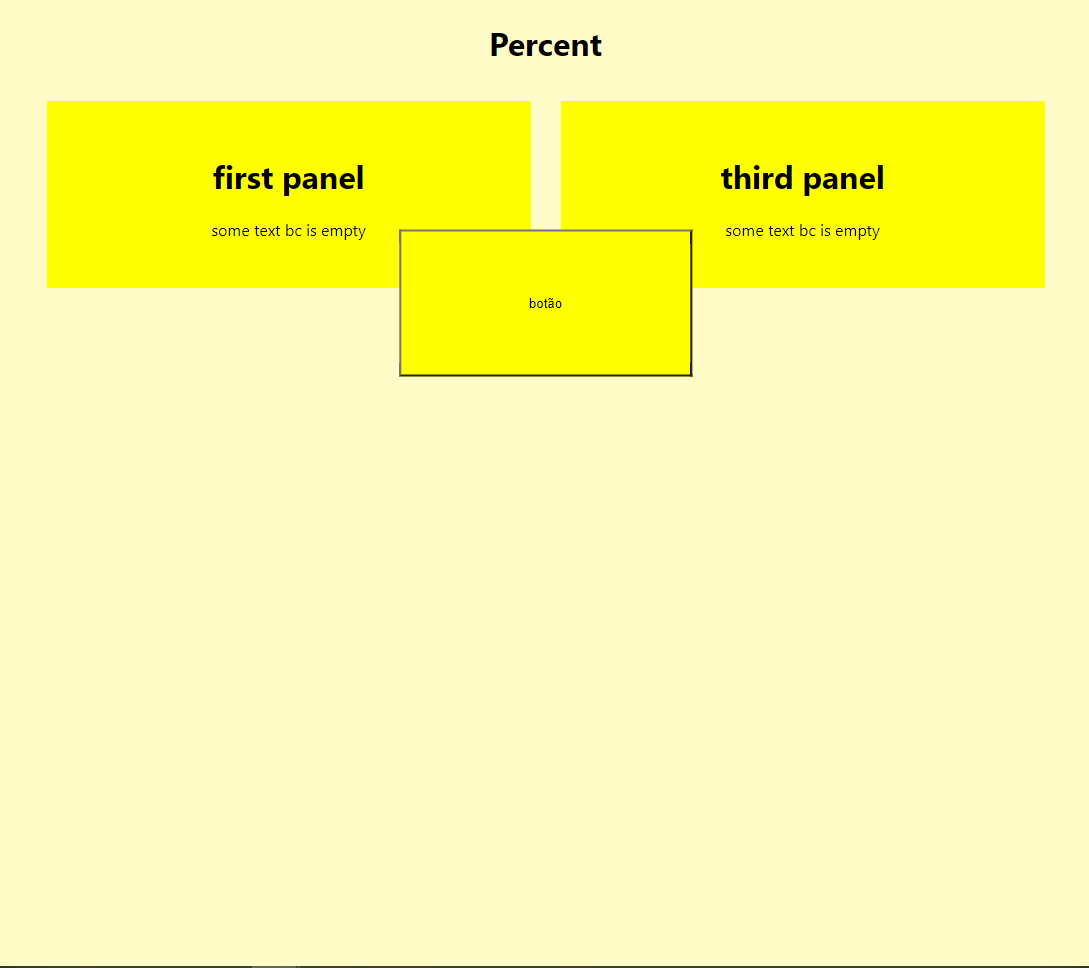 Percent
first panel
some text bc is empty
third panel
some text bc is empty
botão